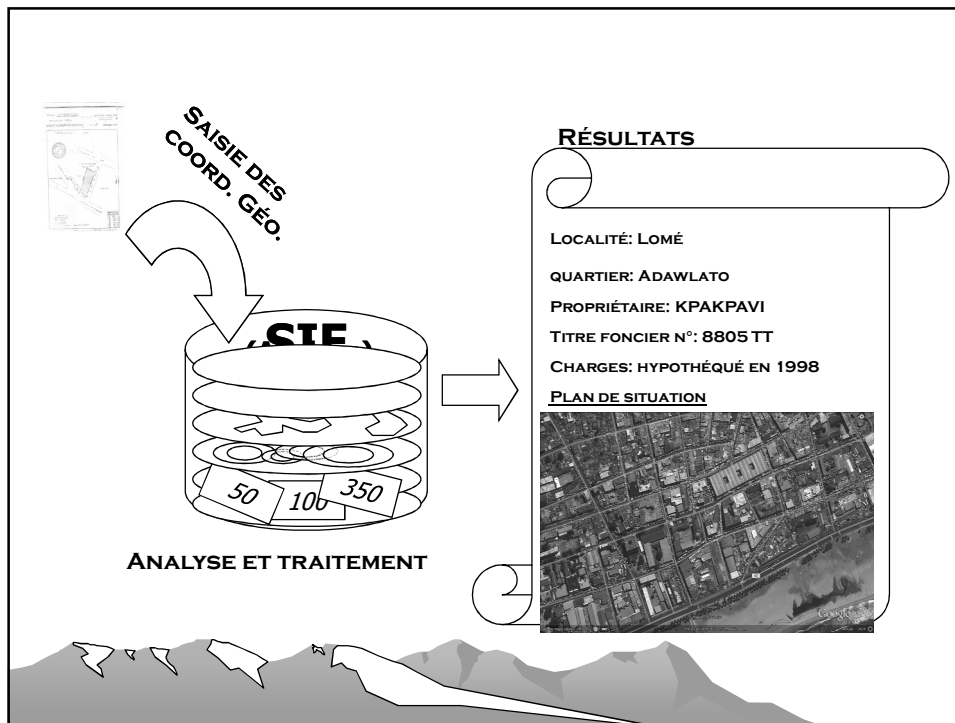 SAISIE DES
COORD. GÉO.
RÉSULTATS
LOCALITÉ: LOMÉ
QUARTIER: ADAWLATO
PROPRIÉTAIRE: KPAKPAVI
TITRE FONCIER N°: 8805 TT
CHARGES: HYPOTHÉQUÉ EN 1998
PLAN DE SITUATION
50
100
350
ANALYSE ET TRAITEMENT
Google